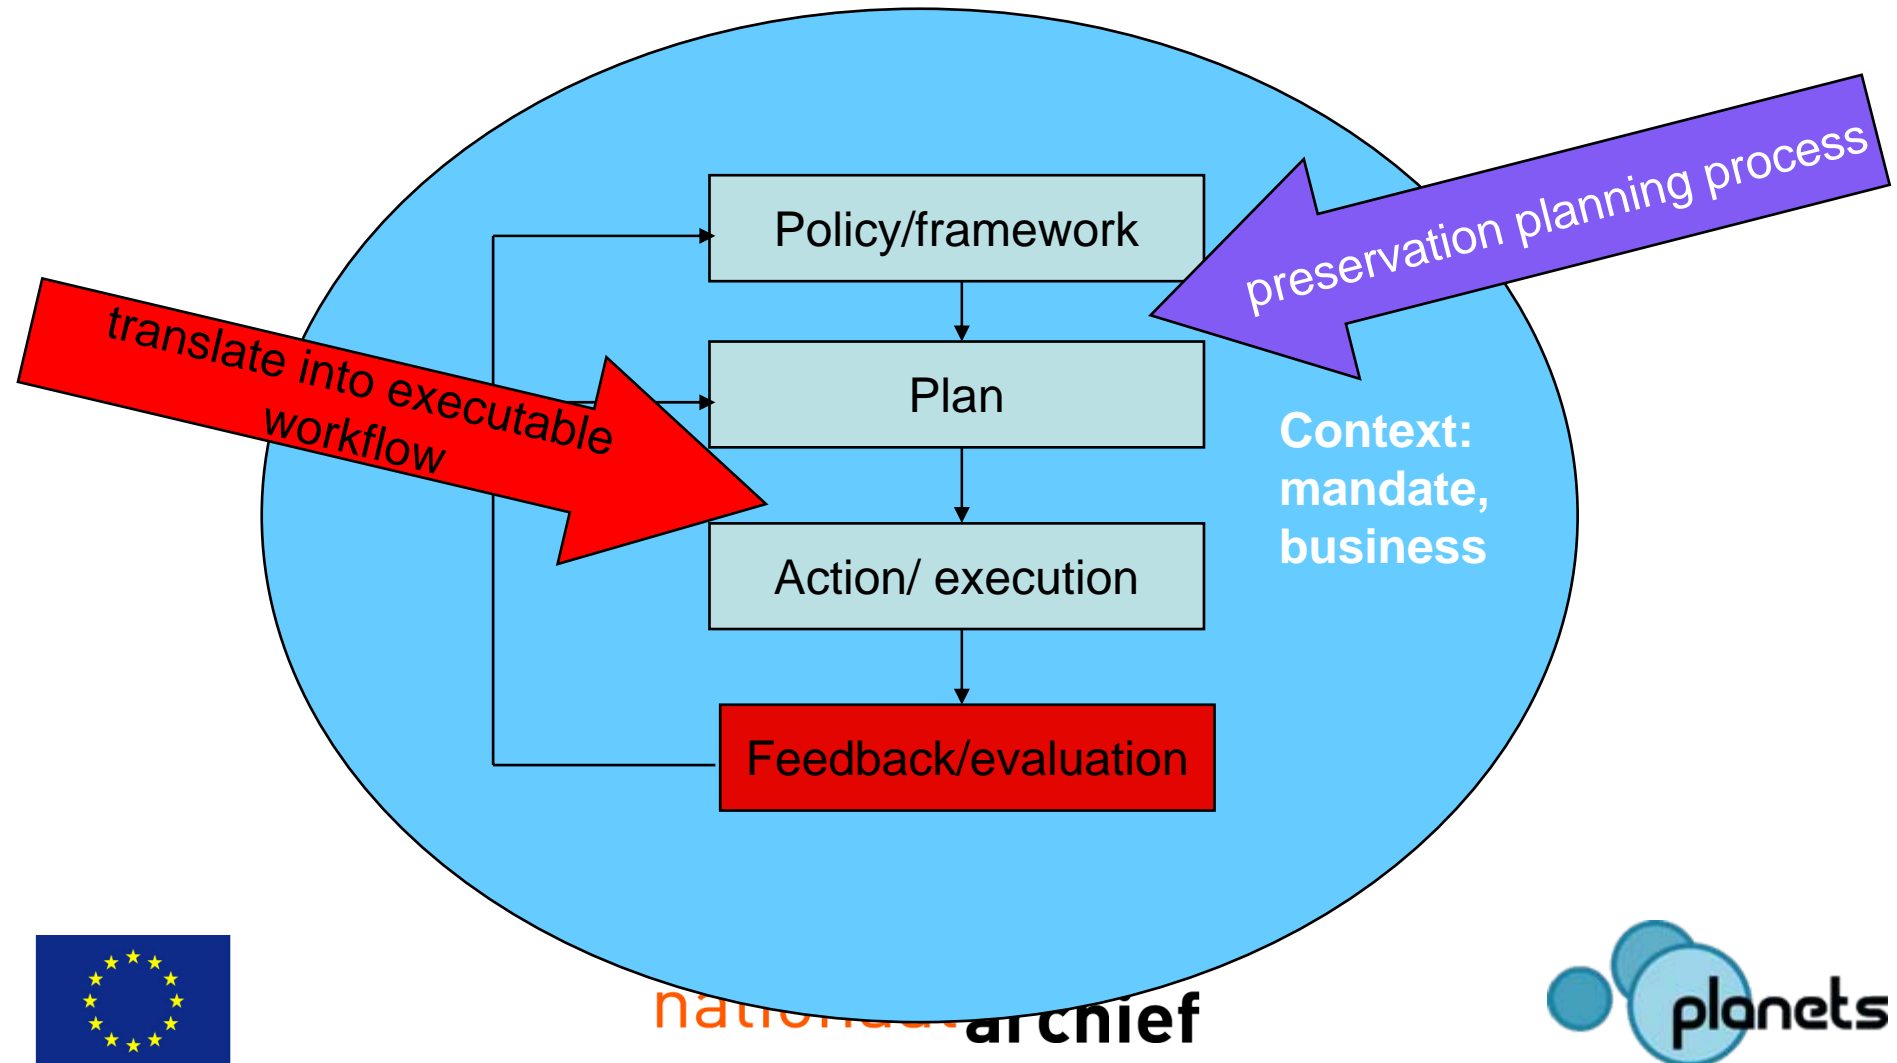 Policy/framework
preservation planning process
translate into executable
workflow
Plan
Context:
mandate,
business
Action/ execution
Feedback/evaluation
nationaal archief
planets